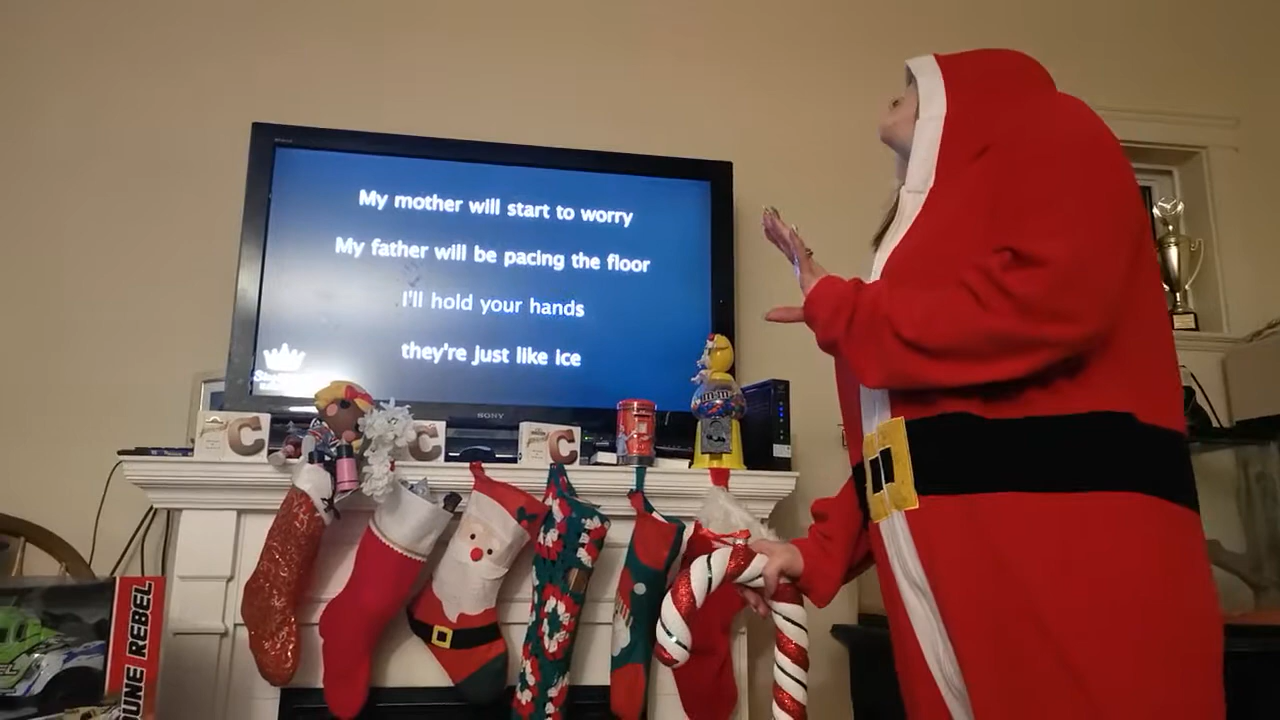 My mother will start to worry
My father will be pacing the floor
I'll hold your hands
they're just like ice
SONY
C
C
C
m&m's
DUNE REBEL